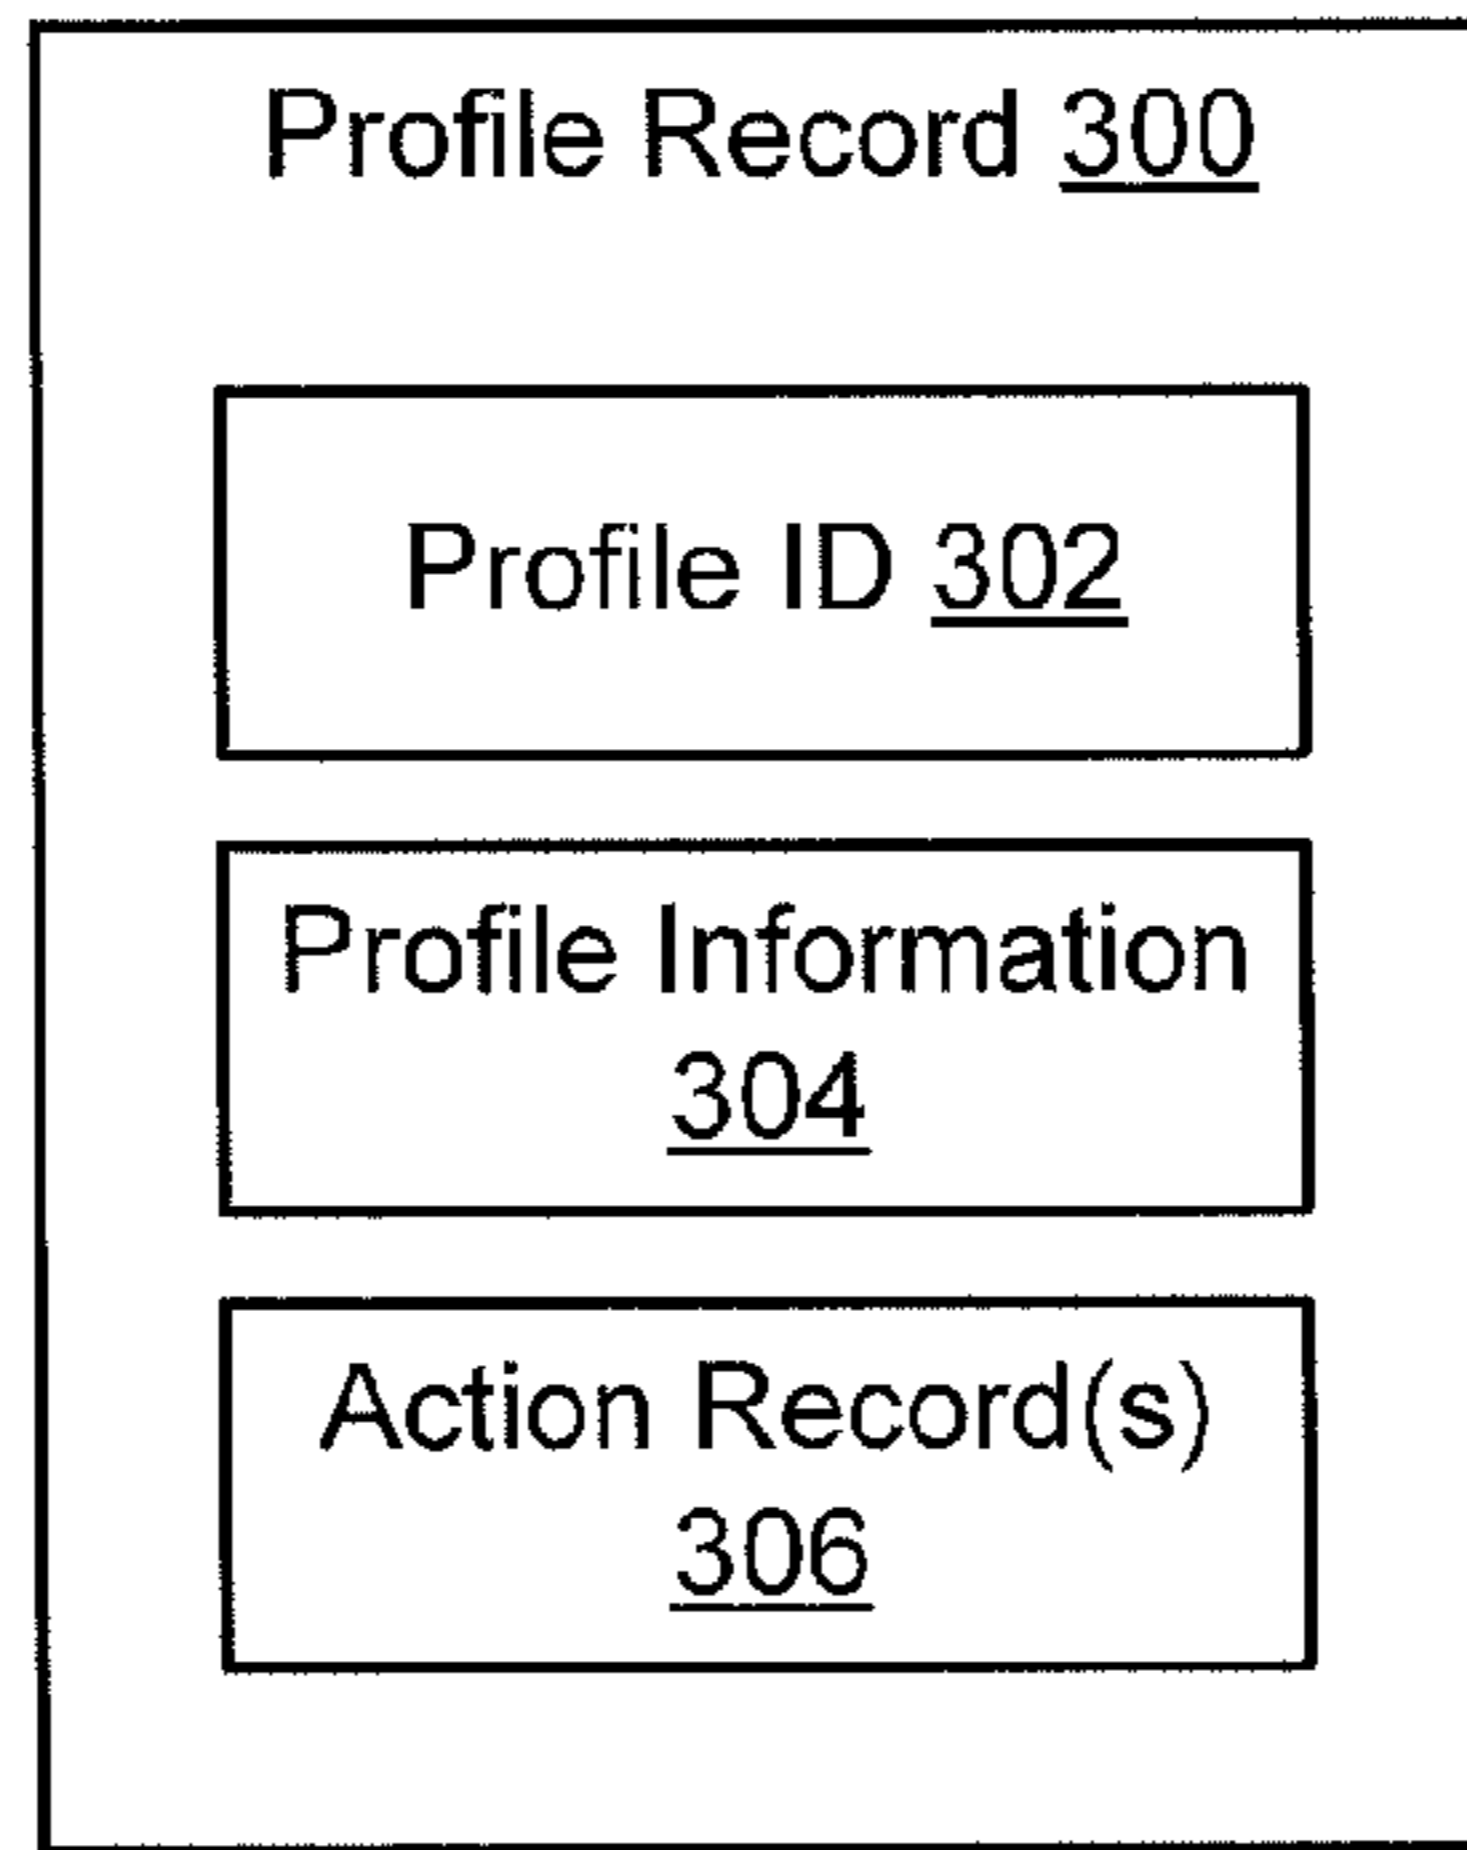 Profile Record 300
Profile ID 302
Profile Information
304
Action Record(s)
306